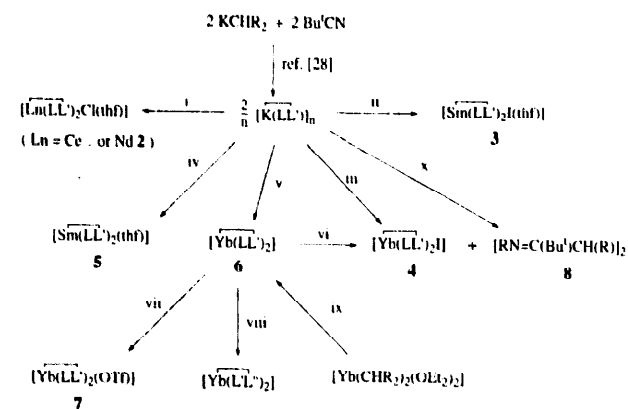 2 KCHR₂ + 2 BuᵗCN
ref. [28]
[Ln(LL')₂Cl(thf)] i 2/n [K(LL')]ₙ ii [Sm(LL')₂I(thf)]
(Ln = Ce . or Nd 2) 3
iv v iii x
[Sm(LL')₂(thf)] [Yb(LL')₂] vi [Yb(LL')₂I] + [RN=C(Buᵗ)CH(R)]₂
5 6 4 8
vii viii ix
[Yb(LL')₂(OTf)] [Yb(L'L'')₂] [Yb(CHR₂)₂(OEt₂)₂]
7